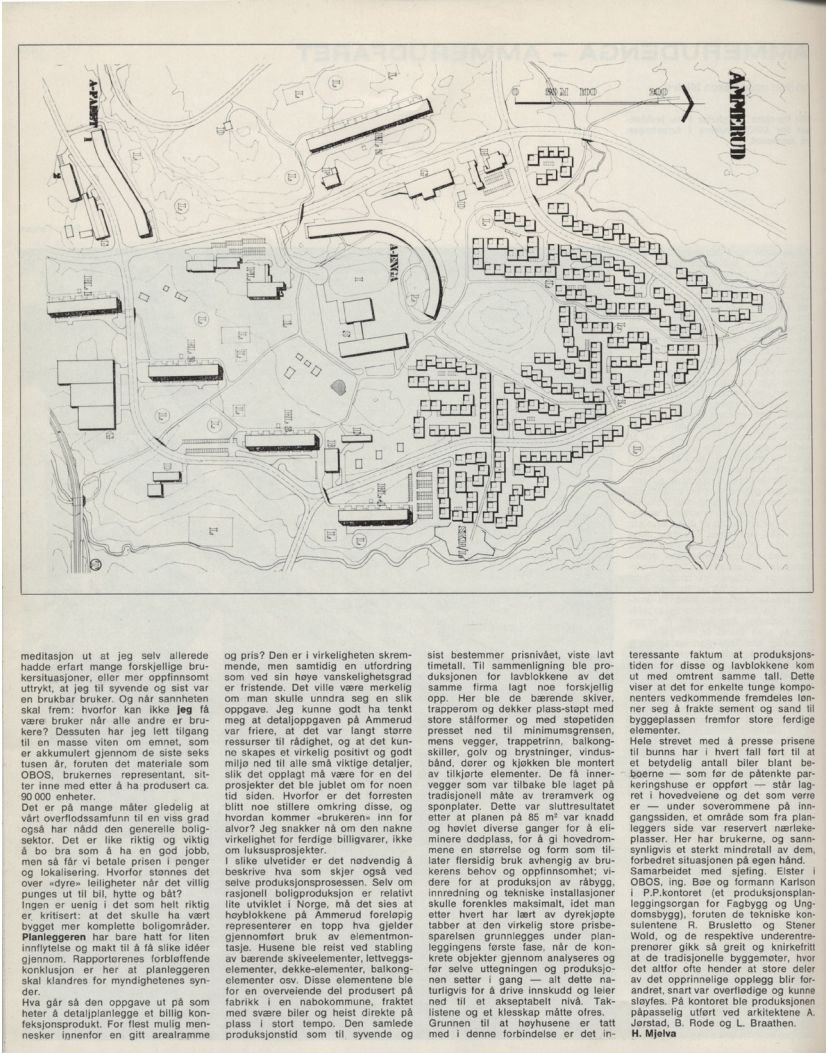 AMMERUD
0 50 M 100 200
A-FARET
A-ENGA
meditasjon ut at jeg selv allerede
hadde erfart mange forskjellige bru-
kersituasjoner, eller mer oppfinnsomt
uttrykt, at jeg til syvende og sist var
en brukbar bruker. Og når sannheten
skal frem: hvorfor kan ikke jeg få
være bruker når alle andre er bru-
kere? Dessuten har jeg lett tilgang
til en masse viten om emnet, som
er akkumulert gjennom de siste seks
tusen år, foruten det materiale som
OBOS, brukernes representant, sit-
ter inne med etter å ha produsert ca.
90 000 enheter.
Det er på mange måter gledelig at
vårt overflodssamfunn til en viss grad
også har nådd den generelle bolig-
sektor. Det er like riktig og viktig
å bo bra som å ha en god jobb,
men så får vi betale prisen i penger
og lokalisering. Hvorfor stønnes det
over «dyre» leiligheter når det villig
punges ut til bil, hytte og båt?
Ingen er uenig i det som helt riktig
er kritisert: at det skulle ha vært
bygget mer komplette boligområder.
Planleggeren har bare hatt for liten
innflytelse og makt til å få slike idéer
gjennom. Rapportørenes forbløffende
konklusjon er her at planleggeren
skal klandres for myndighetenes syn-
der.
Hva går så den oppgave ut på som
heter å detaljplanlegge et billig kon-
feksjonsprodukt. For flest mulig men-
nesker innenfor en gitt arealramme
og pris? Den er i virkeligheten skrem-
mende, men samtidig en utfordring
som ved sin høye vanskelighetsgrad
er fristende. Det ville være merkelig
om man skulle unndra seg en slik
oppgave. Jeg kunne godt ha tenkt
meg at detaljoppgaven på Ammerud
var friere, at det var langt større
ressurser til rådighet, og at det kun-
ne skapes et virkelig positivt og godt
miljø ned til alle små viktige detaljer,
slik det opplagt må være for en del
prosjekter det ble jublet om for noen
tid siden. Hvorfor er det forresten
blitt noe stillere omkring disse, og
hvordan kommer «brukeren» inn for
alvor? Jeg snakker nå om den nakne
virkelighet for ferdige billigvarer, ikke
om luksusprosjekter.
I slike ulvetider er det nødvendig å
beskrive hva som skjer også ved
selve produksjonsprosessen. Selv om
rasjonell boligproduksjon er relativt
lite utviklet i Norge, må det sies at
høyblokkene på Ammerud foreløpig
representerer en topp hva gjelder
gjennomført bruk av elementmon-
tasje. Husene ble reist ved stabling
av bærende skiveelementer, lettveggs-
elementer, dekke-elementer, balkong-
elementer osv. Disse elementene ble
for en overveiende del produsert på
fabrikk i en nabokommune, fraktet
med svære biler og heist direkte på
plass i stort tempo. Den samlede
produksjonstid som til syvende og
sist bestemmer prisnivået, viste lavt
timetall. Til sammenligning ble pro-
duksjonen for lavblokkene av det
samme firma lagt noe forskjellig
opp. Her ble de bærende skiver,
trapperom og dekker plass-støpt med
store stålformer og med støpetiden
presset ned til minimumsgrensen,
mens vegger, trappetrinn, balkong-
skiller, golv og brystninger, vindus-
bånd, dører og kjøkken ble montert
av tilkjørte elementer. De få inner-
vegger som var tilbake ble laget på
tradisjonell måte av treramverk og
sponplater. Dette var sluttresultatet
etter at planen på 85 m² var knadd
og høvlet diverse ganger for å eli-
minere dødplass, for å gi hovedrom-
mene en størrelse og form som til-
later flersidig bruk avhengig av bru-
kerens behov og oppfinnsomhet; vi-
dere for at produksjon av råbygg,
innredning og tekniske installasjoner
skulle forenkles maksimalt, idet man
etter hvert har lært av dyrekjøpte
tabber at den virkelig store prisbe-
sparelsen grunnlegges under plan-
leggingens første fase, når de kon-
krete objekter gjennom analyseres og
før selve uttegningen og produksjo-
nen setter i gang — alt dette na-
turligvis for å drive innskudd og leier
ned til et akseptabelt nivå. Tak-
listene og et klesskap måtte ofres.
Grunnen til at høyhusene er tatt
med i denne forbindelse er det in-
teressante faktum at produksjons-
tiden for disse og lavblokkene kom
ut med omtrent samme tall. Dette
viser at det for enkelte tunge kompo-
nenters vedkommende fremdeles løn-
ner seg å frakte sement og sand til
byggeplassen fremfor store ferdige
elementer.
Hele strevet med å presse prisene
til bunns har i hvert fall ført til at
et betydelig antall biler blant be-
boerne — som før de påtenkte par-
keringshuse er oppført — står lag-
ret i hovedveiene og det som verre
er — under soverommene på inn-
gangssiden, et område som fra plan-
leggers side var reservert nærleke-
plasser. Her har brukerne, og sann-
synligvis et sterkt mindretall av dem,
forbedret situasjonen på egen hånd.
Samarbeidet med sjefing. Elster i
OBOS, ing. Bøe og formann Karlson
i P.P.kontoret (et produksjonsplan-
leggingsorgan for Fagbygg og Ung-
domsbygg), foruten de tekniske kon-
sulentene R. Brusletto og Stener
Wold, og de respektive underentre-
prenører gikk så greit og knirkefritt
at de tradisjonelle byggemøter, hvor
det altfor ofte hender at store deler
av det opprinnelige opplegg blir for-
andret, snart var overflødige og kunne
sløyfes. På kontoret ble produksjonen
påpasselig utført ved arkitektene A.
Jørstad, B. Rode og L. Braathen.
H. Mjelva